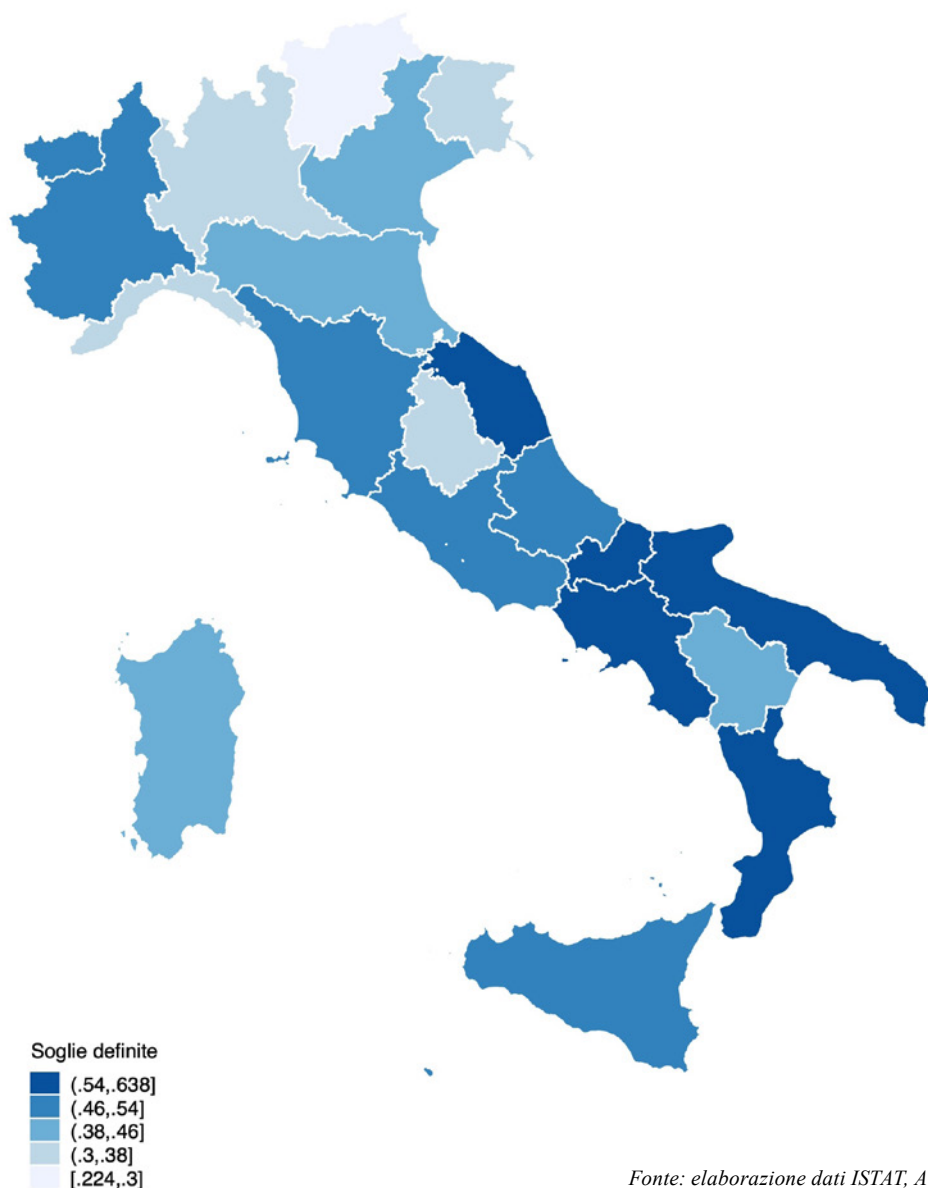 Soglie definite
(.54,.638]
(.46,.54]
(.38,.46]
(.3,.38]
[.224,.3]
Fonte: elaborazione dati ISTAT, A